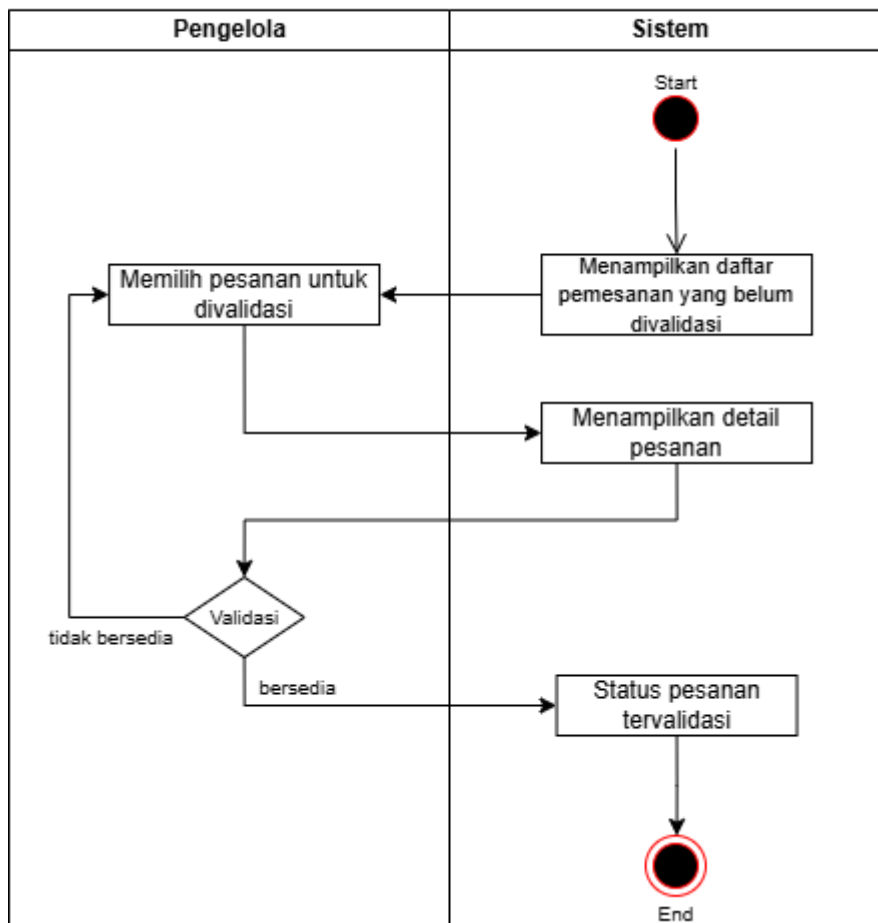 Pengelola
Sistem
Start
Menampilkan daftar
pemesanan yang belum
divalidasi
Memilih pesanan untuk
divalidasi
Menampilkan detail
pesanan
Validasi
tidak bersedia
bersedia
Status pesanan
tervalidasi
End